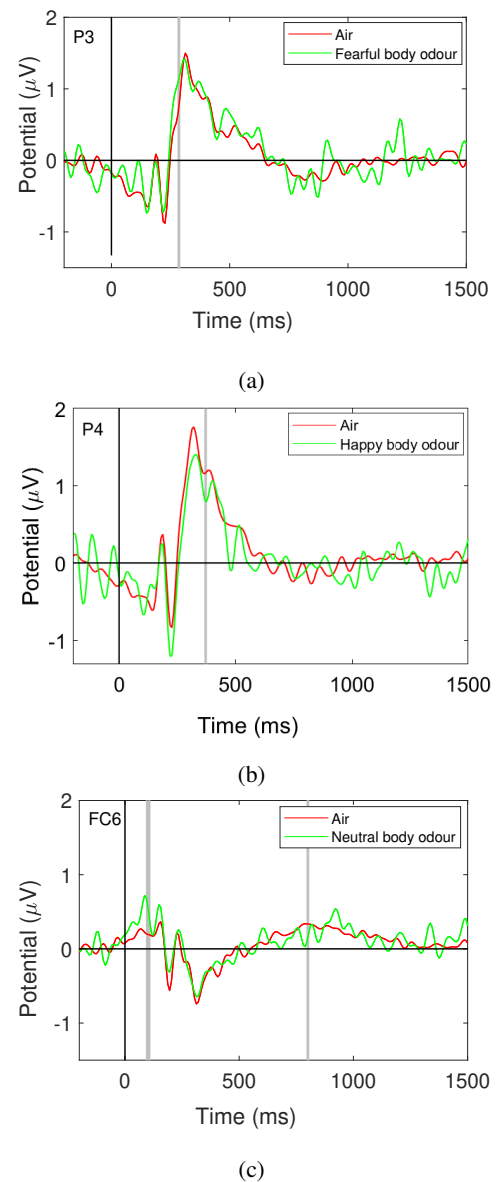 2
P3
Air
Fearful body odour
1
0
-1
Potential (μV)
0 500 1000 1500
Time (ms)
(a)
2
P4
Air
Happy body odour
1
0
-1
Potential (μV)
0 500 1000 1500
Time (ms)
(b)
2
FC6
Air
Neutral body odour
1
0
-1
Potential (μV)
0 500 1000 1500
Time (ms)
(c)